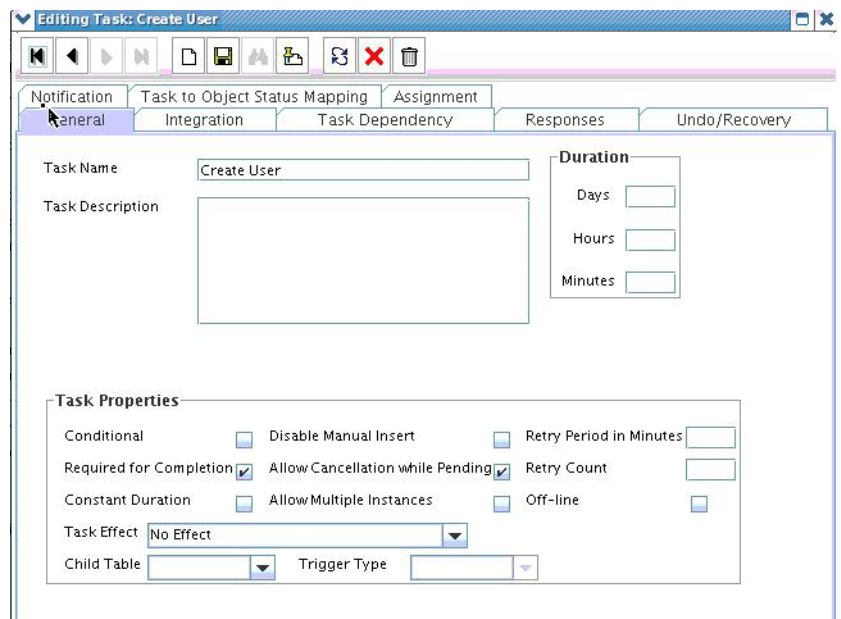 Editing Task: Create User
Notification Task to Object Status Mapping Assignment
General Integration Task Dependency Responses Undo/Recovery
Task Name Create User
Duration
Days
Task Description
Hours
Minutes
Task Properties
Conditional Disable Manual Insert Retry Period in Minutes
Required for Completion Allow Cancellation while Pending Retry Count
Constant Duration Allow Multiple Instances Off-line
Task Effect No Effect
Child Table Trigger Type